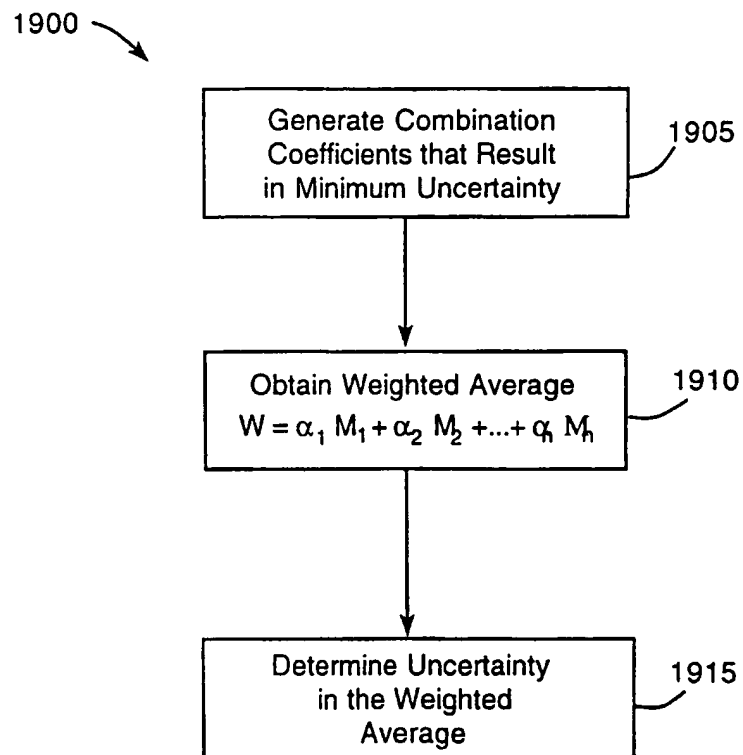 1900
Generate Combination
Coefficients that Result
in Minimum Uncertainty
1905
Obtain Weighted Average
W = α₁ M₁ + α₂ M₂ +...+ αₙ Mₙ
1910
Determine Uncertainty
in the Weighted
Average
1915